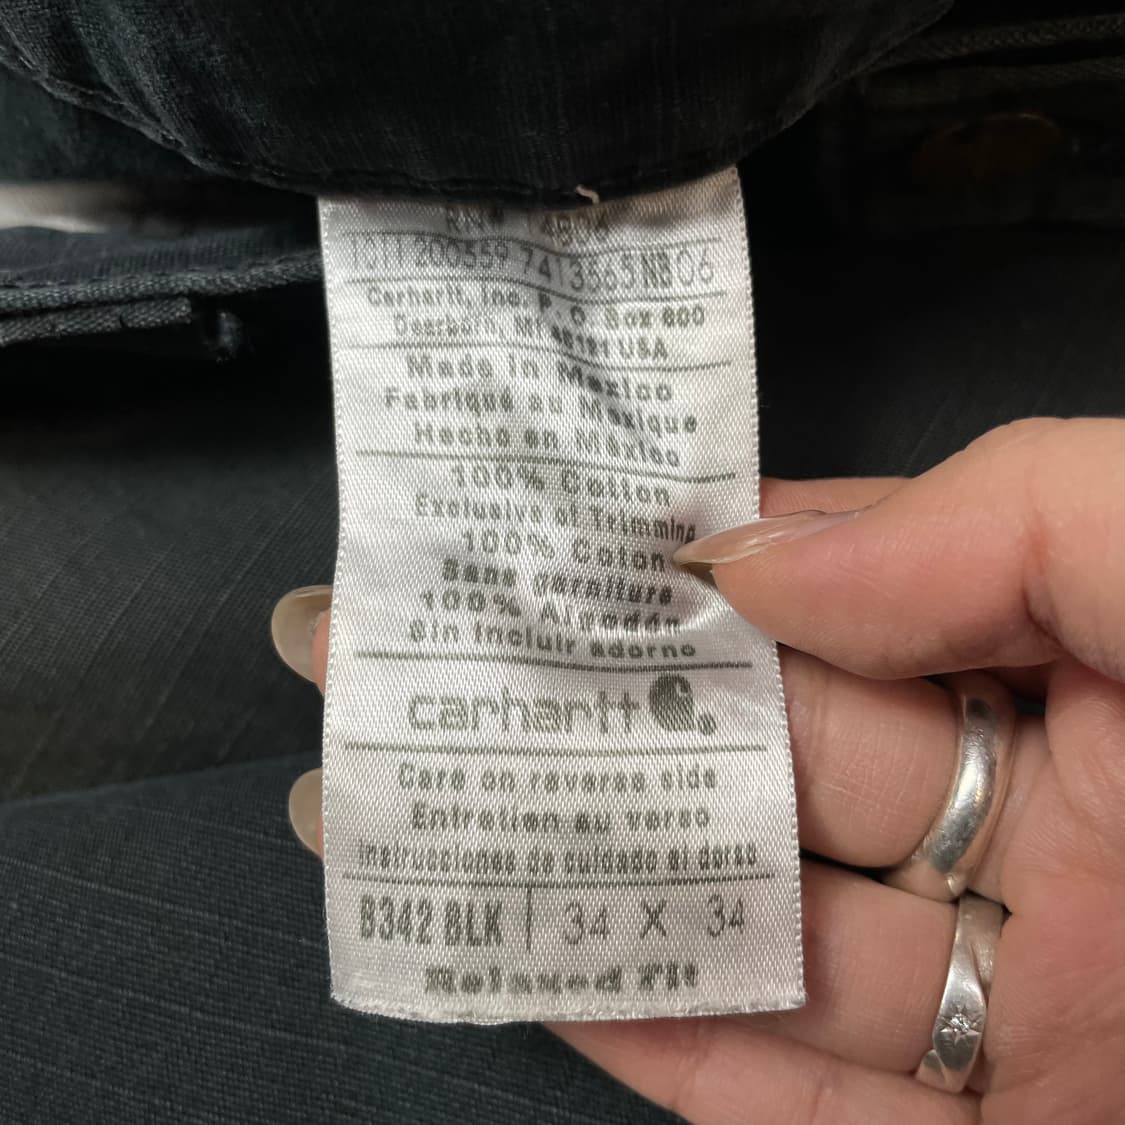 RN# 14806
1011 200559 7413565 NB 06
Carhartt, Inc. P. O. Box 600
Dearborn, MI 48121 USA
Made in Mexico
Fabriqué au Mexique
Hecho en México
100% Cotton
Exclusive of Trimming
100% Coton
Sans garniture
100% Algodón
Sin incluir adorno
carhartt
Care on reverse side
Entretien au verso
Instrucciones de cuidado al dorso
B342 BLK 34 X 34
Relaxed Fit